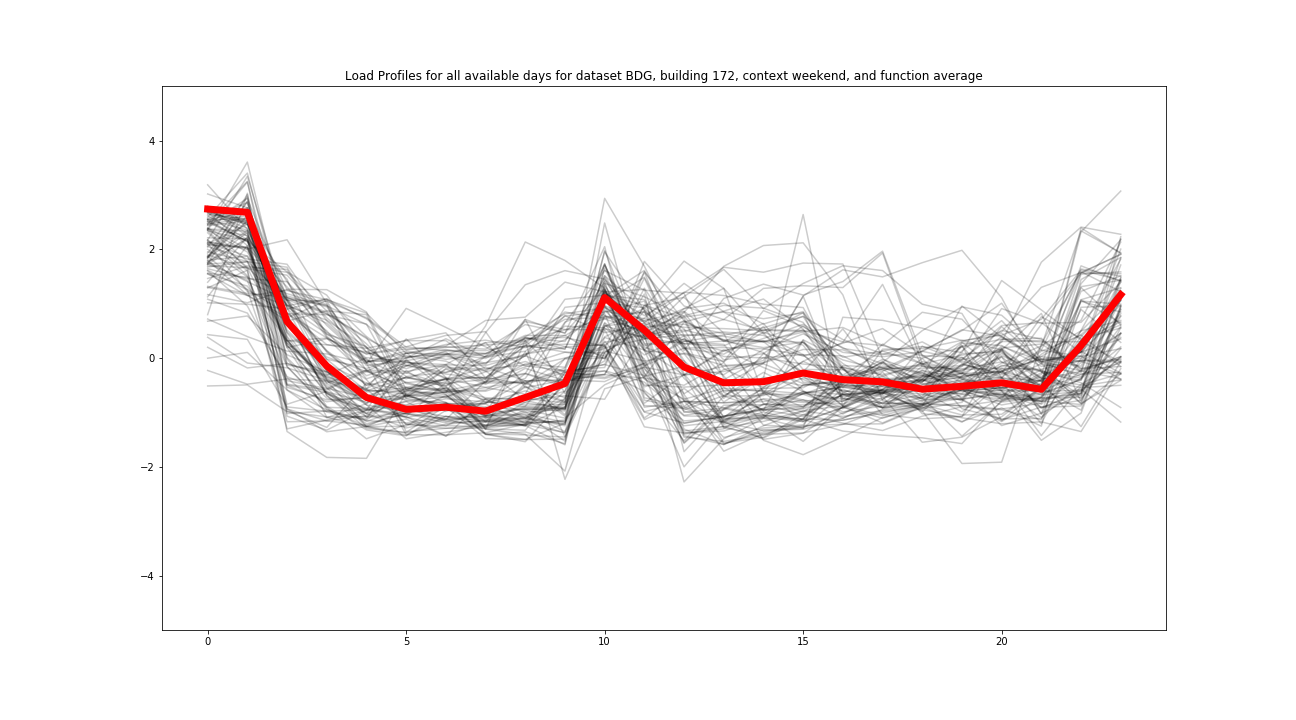 Load Profiles for all available days for dataset BDG, building 172, context weekend, and function average
4
2
0
−2
−4
0 5 10 15 20